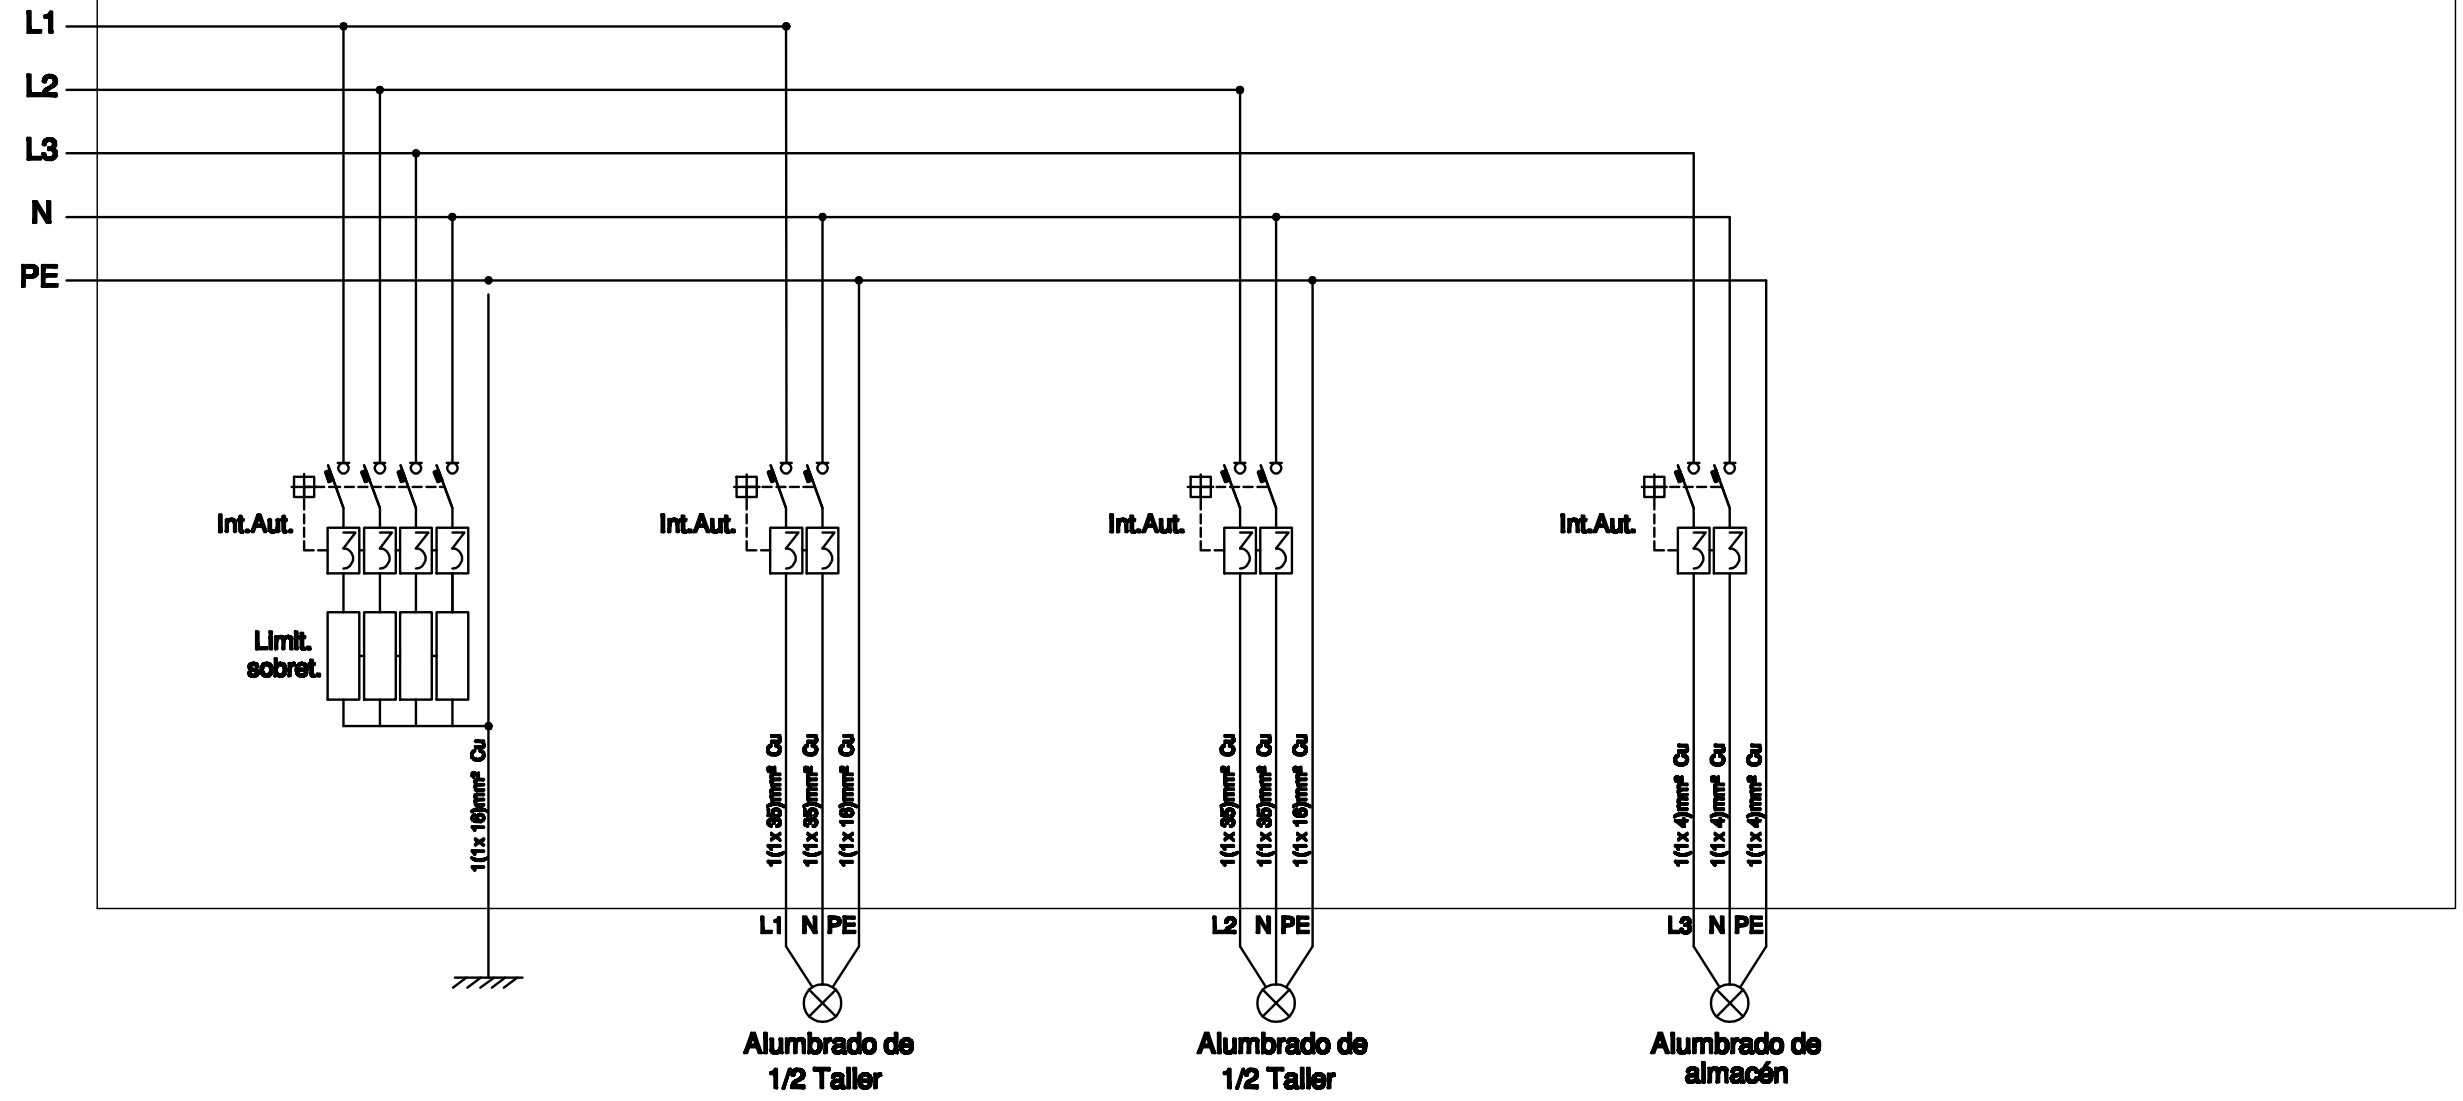 L1
L2
L3
N
PE
Int.Aut.
Int.Aut.
Int.Aut.
Int.Aut.
Limit.
sobret.
1(1x 16)mm² Cu
1(1x 35)mm² Cu
1(1x 35)mm² Cu
1(1x 16)mm² Cu
1(1x 35)mm² Cu
1(1x 35)mm² Cu
1(1x 16)mm² Cu
1(1x 4)mm² Cu
1(1x 4)mm² Cu
1(1x 4)mm² Cu
L1 N PE
L2 N PE
L3 N PE
Alumbrado de
1/2 Taller
Alumbrado de
1/2 Taller
Alumbrado de
almacén